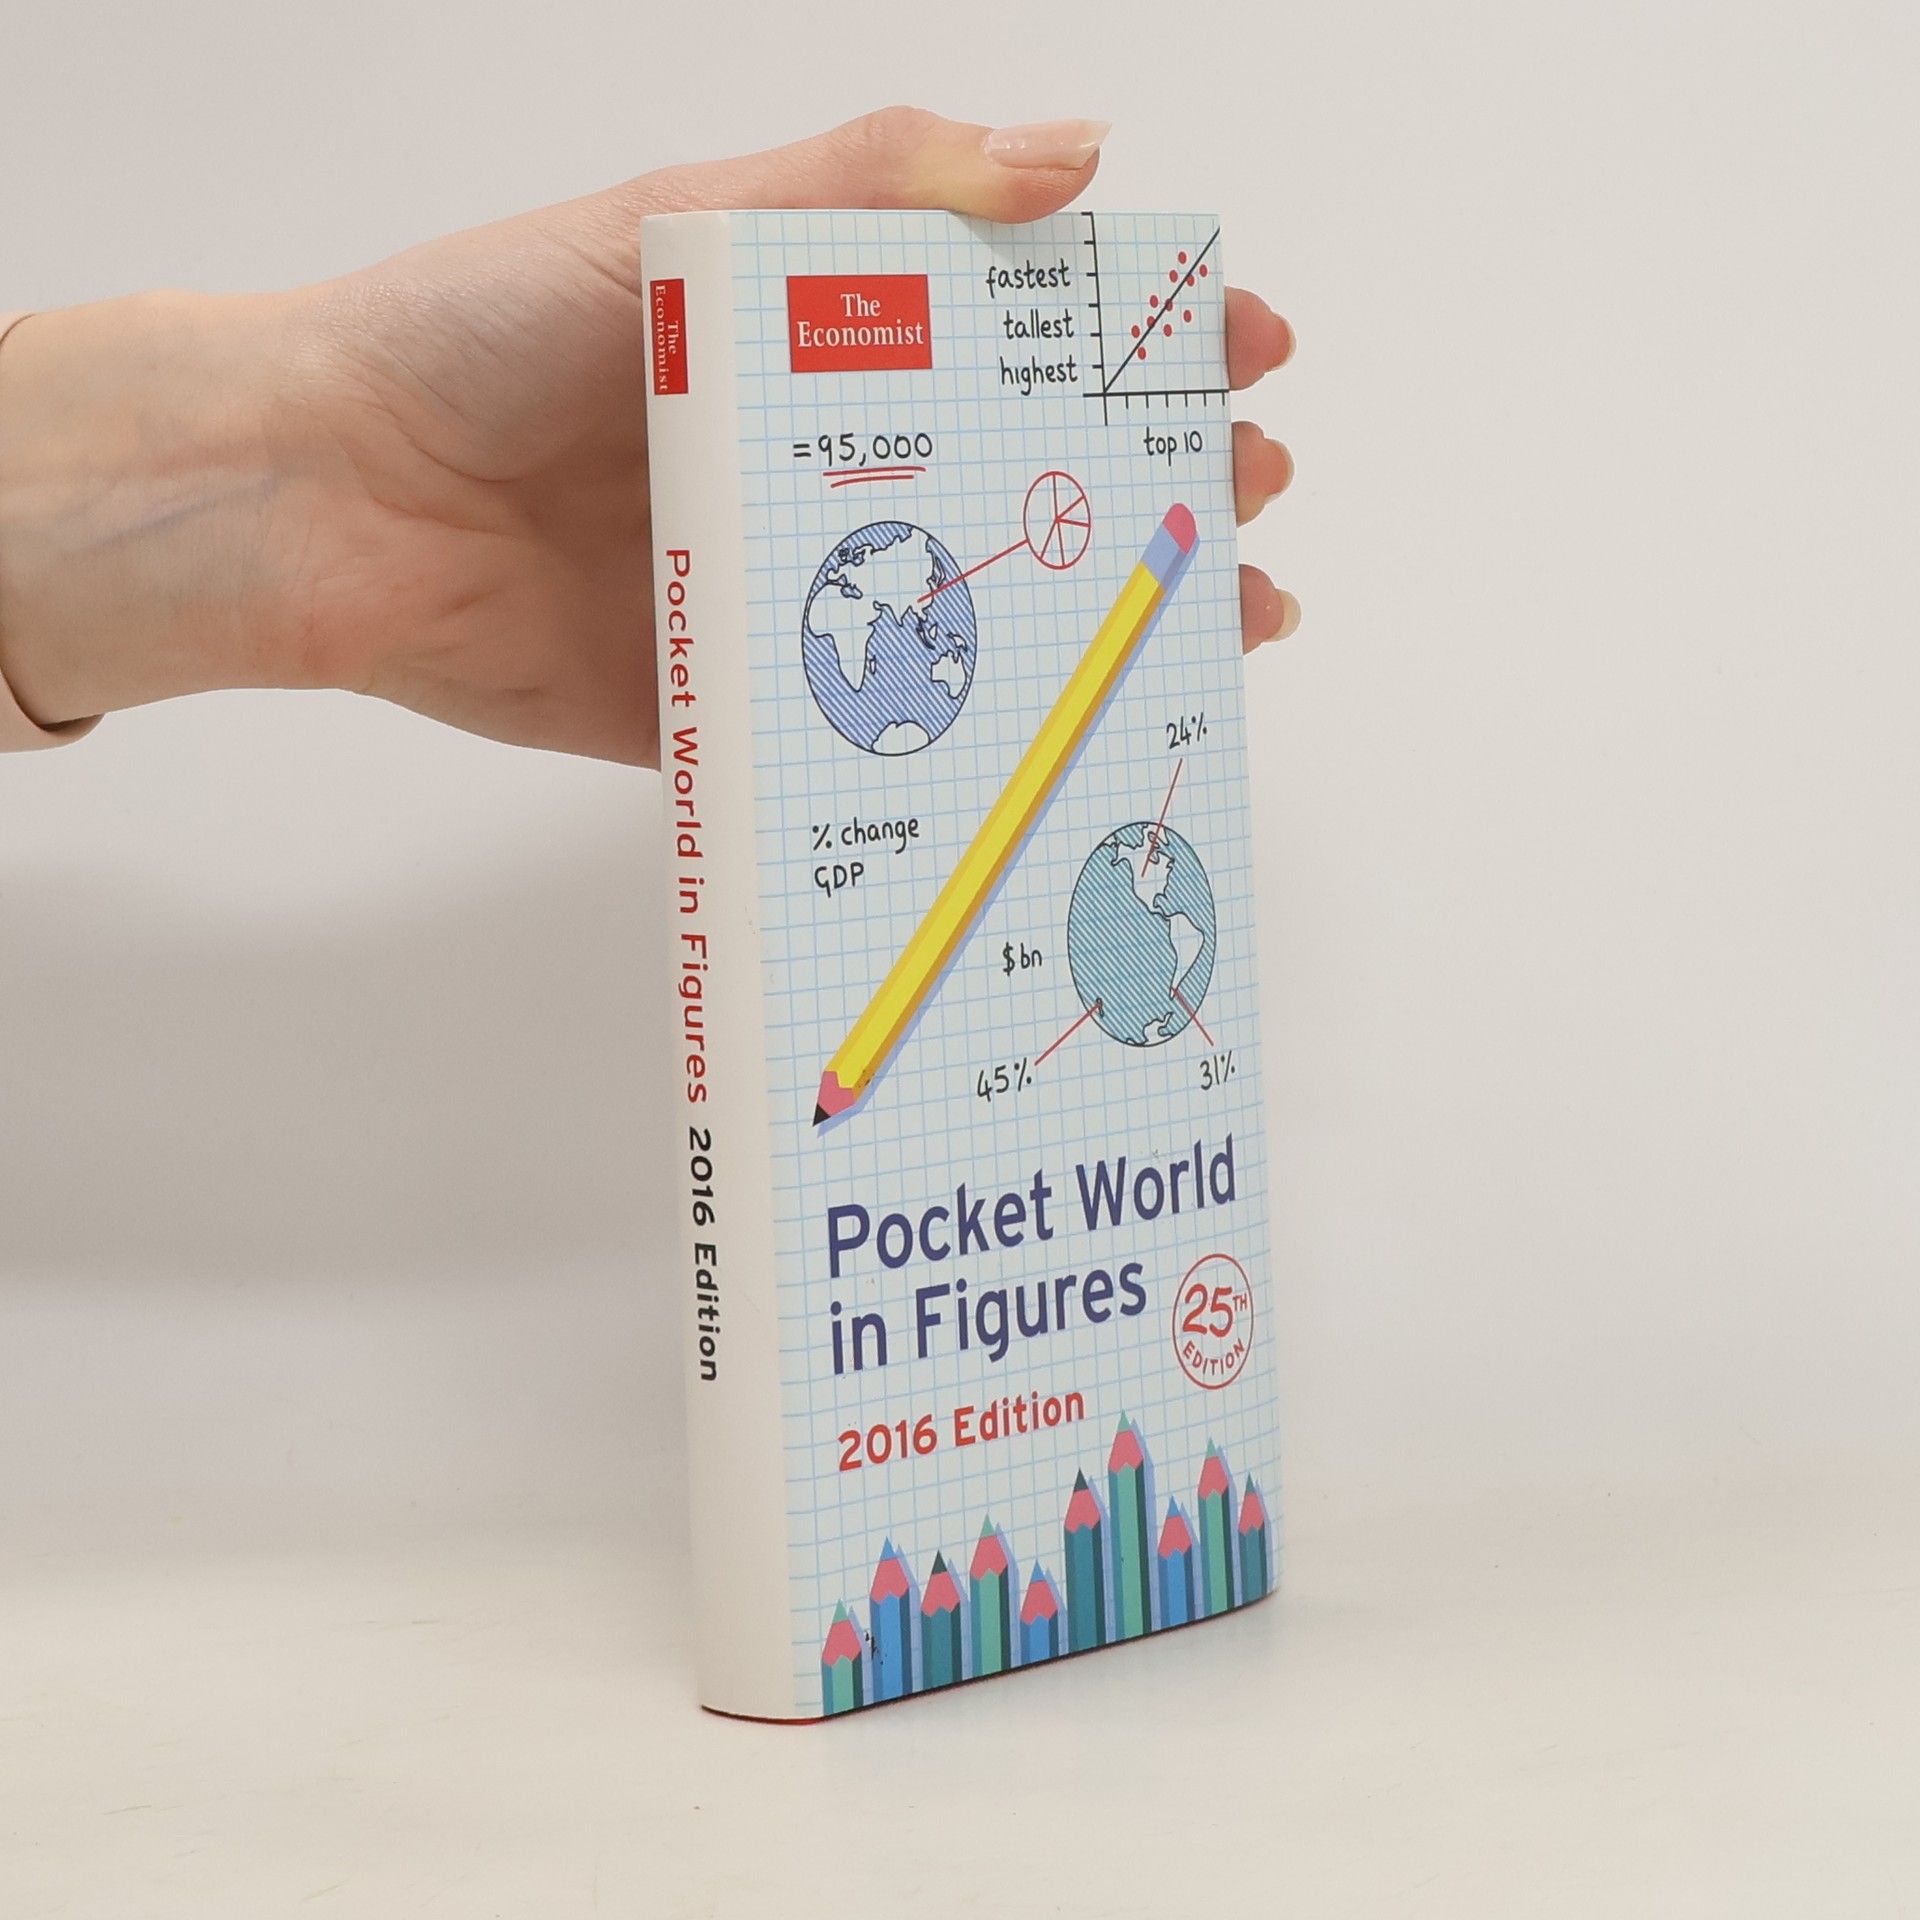 The
Economist
Pocket World in Figures 2016 Edition
The
Economist
fastest
tallest
highest
top 10
=95,000
24%
% change
GDP
$bn
45%
31%
Pocket World
in Figures
25TH
EDITION
2016 Edition